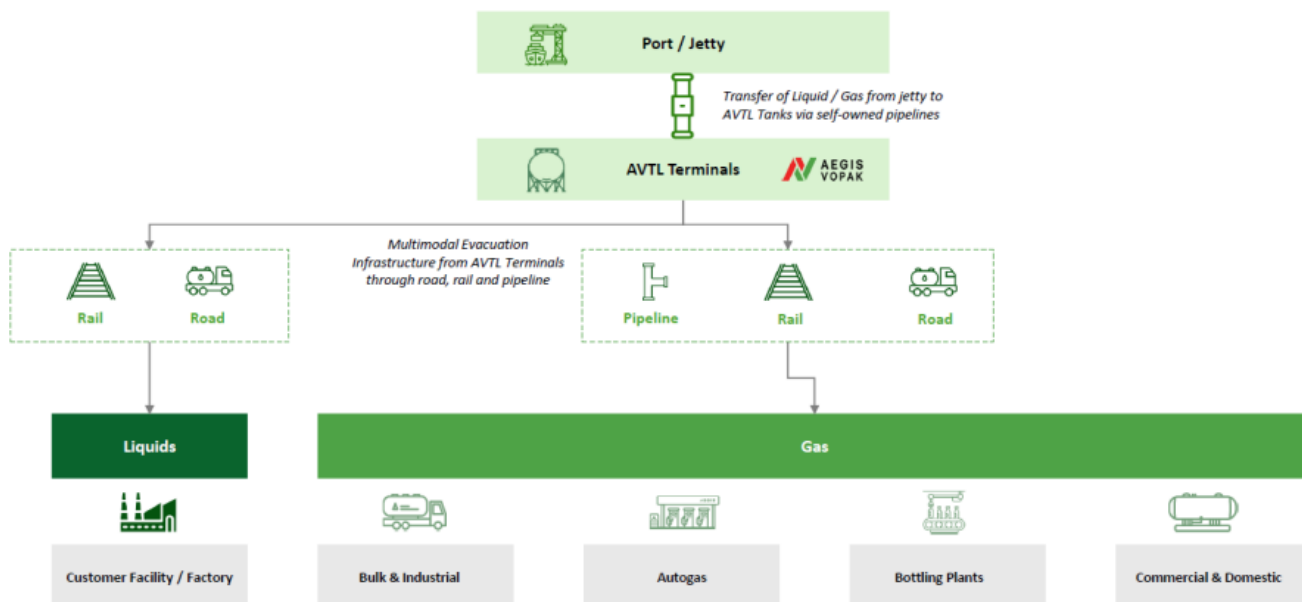 Port / Jetty
Transfer of Liquid / Gas from jetty to
AVTL Tanks via self-owned pipelines
AVTL Terminals
AEGIS
VOPAK
Multimodal Evacuation
Infrastructure from AVTL Terminals
through road, rail and pipeline
Rail
Road
Pipeline
Rail
Road
Liquids
Gas
Customer Facility / Factory
Bulk & Industrial
Autogas
Bottling Plants
Commercial & Domestic